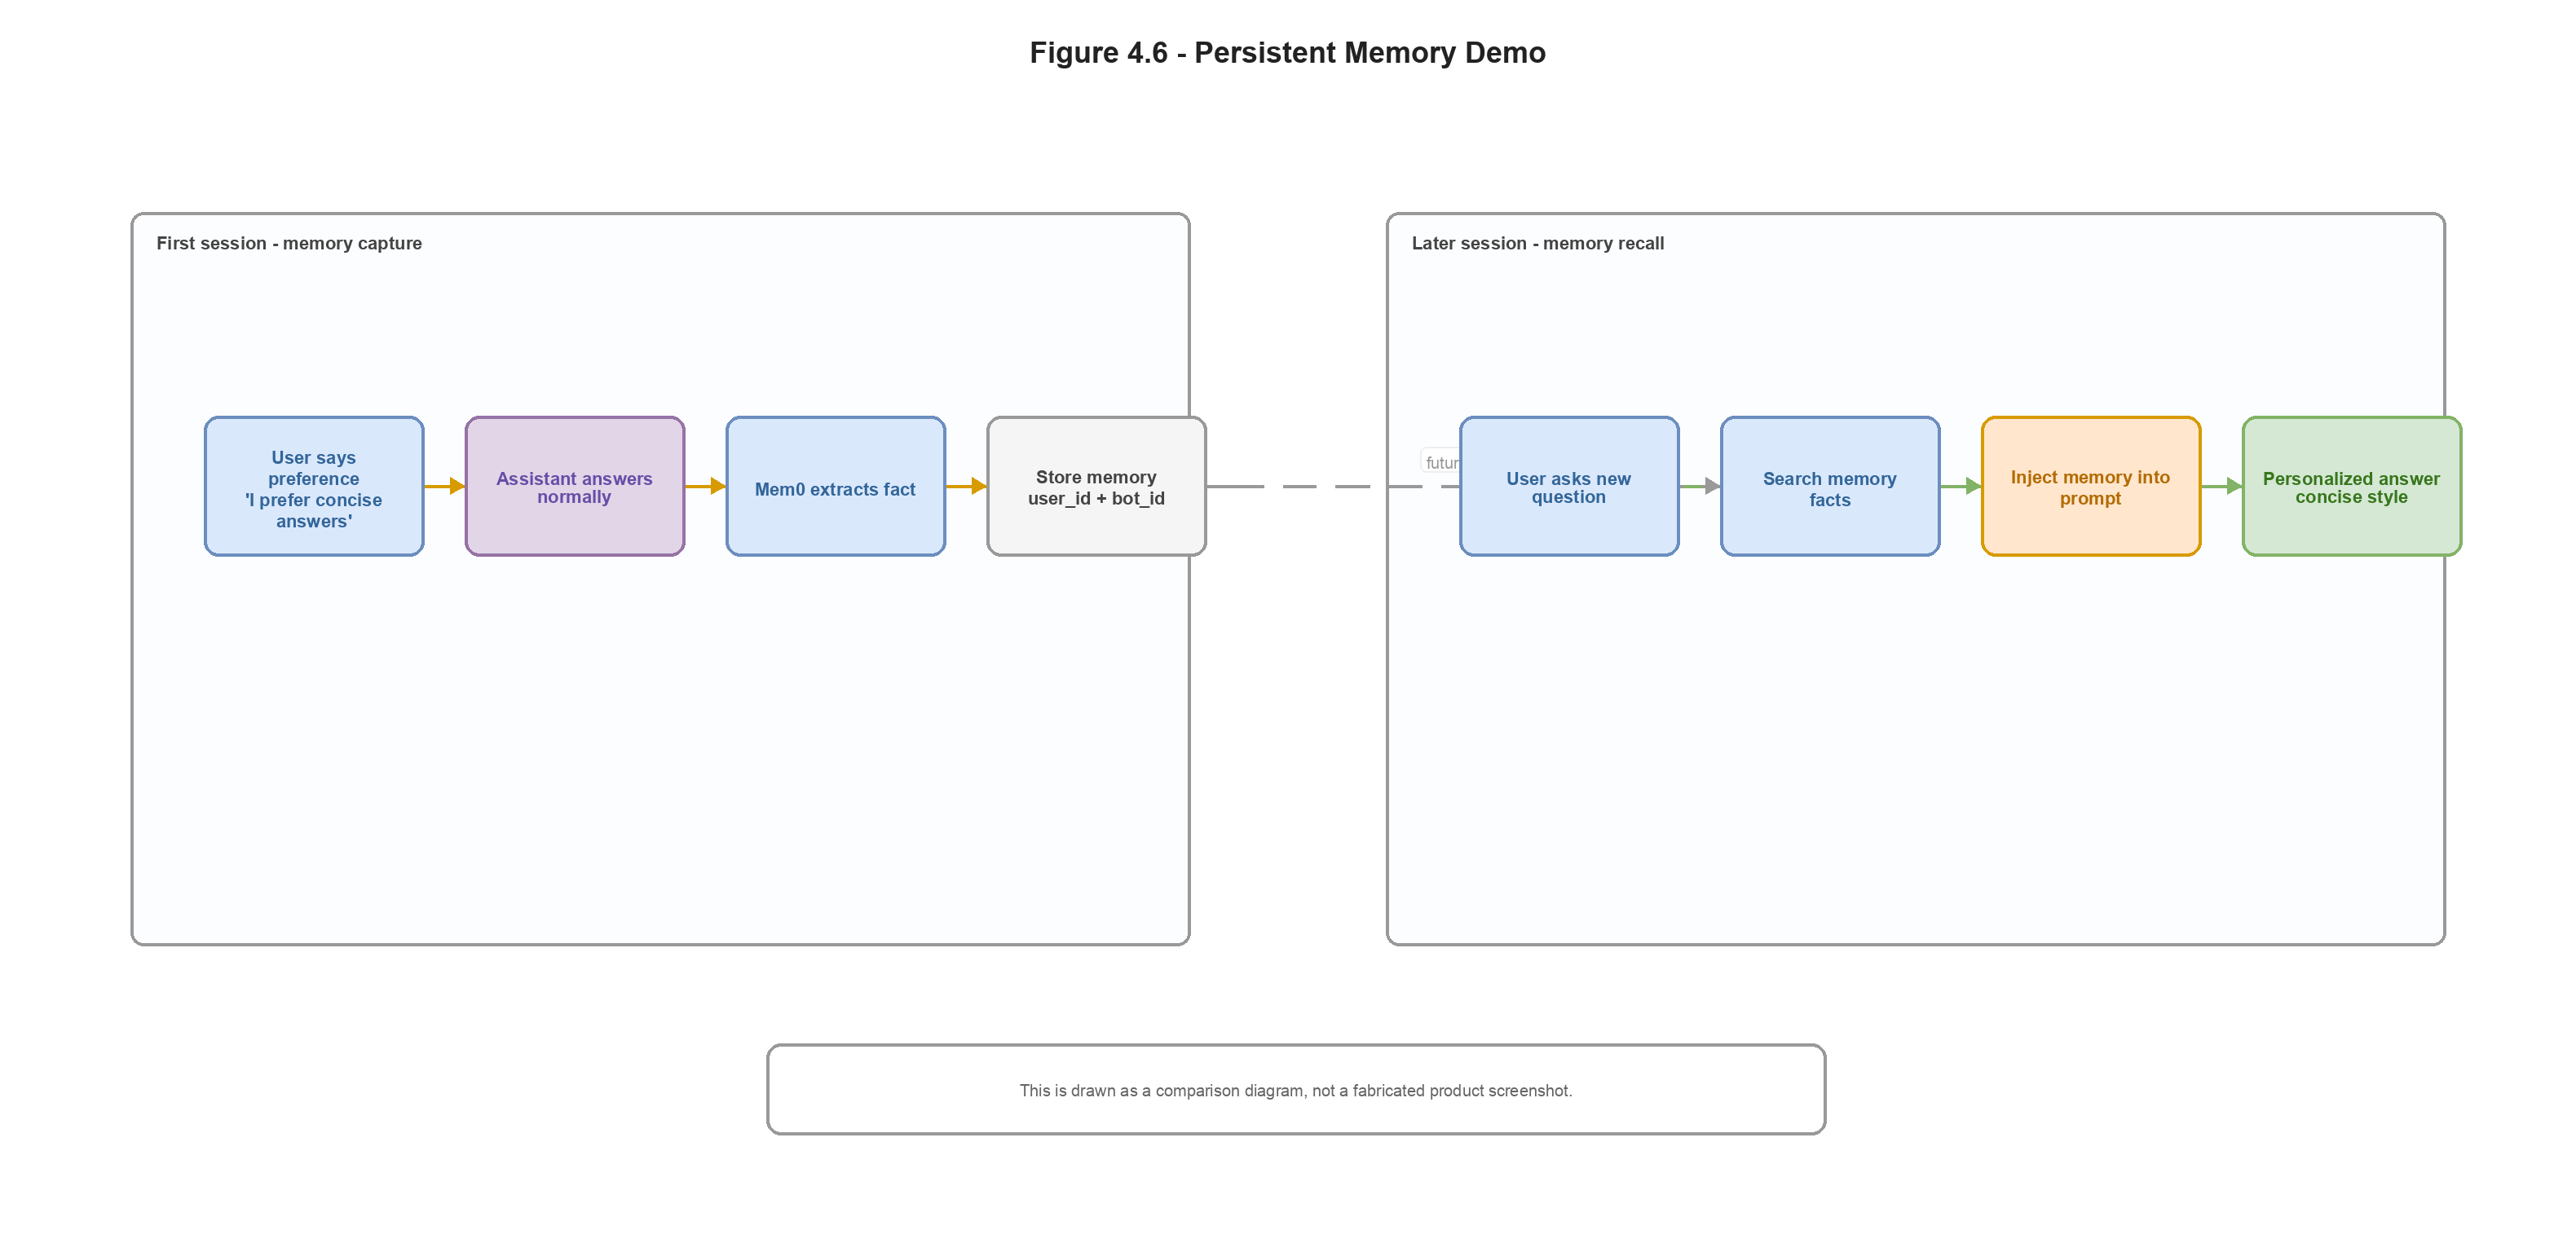 Figure 4.6 - Persistent Memory Demo
First session - memory capture
User says
preference
'I prefer concise
answers'
Assistant answers
normally
Mem0 extracts fact
Store memory
user_id + bot_id
Later session - memory recall
User asks new
question
Search memory
facts
Inject memory into
prompt
Personalized answer
concise style
This is drawn as a comparison diagram, not a fabricated product screenshot.